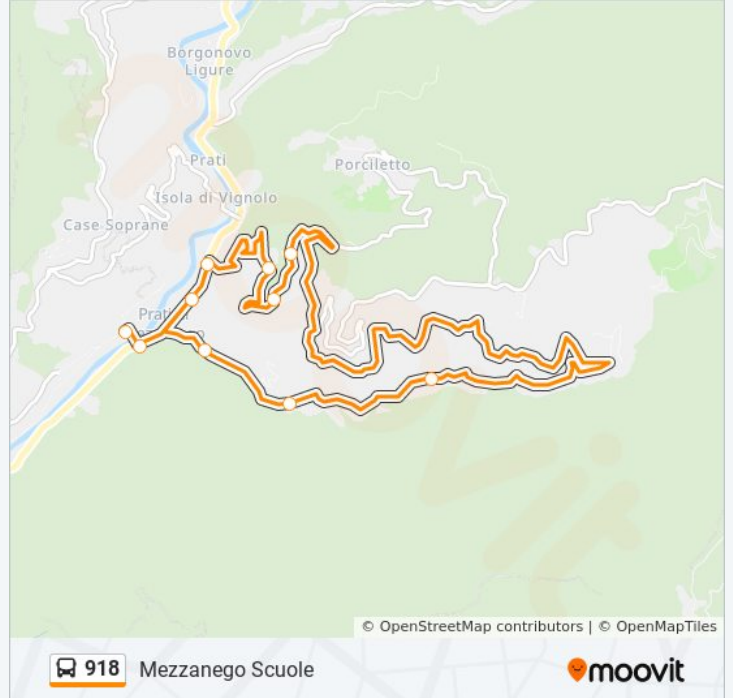 Borgonovo
Ligure
Prati
Porciletto
Isola di Vignolo
Case Soprane
© OpenStreetMap contributors | © OpenMapTiles
918 Mezzanego Scuole
moovit